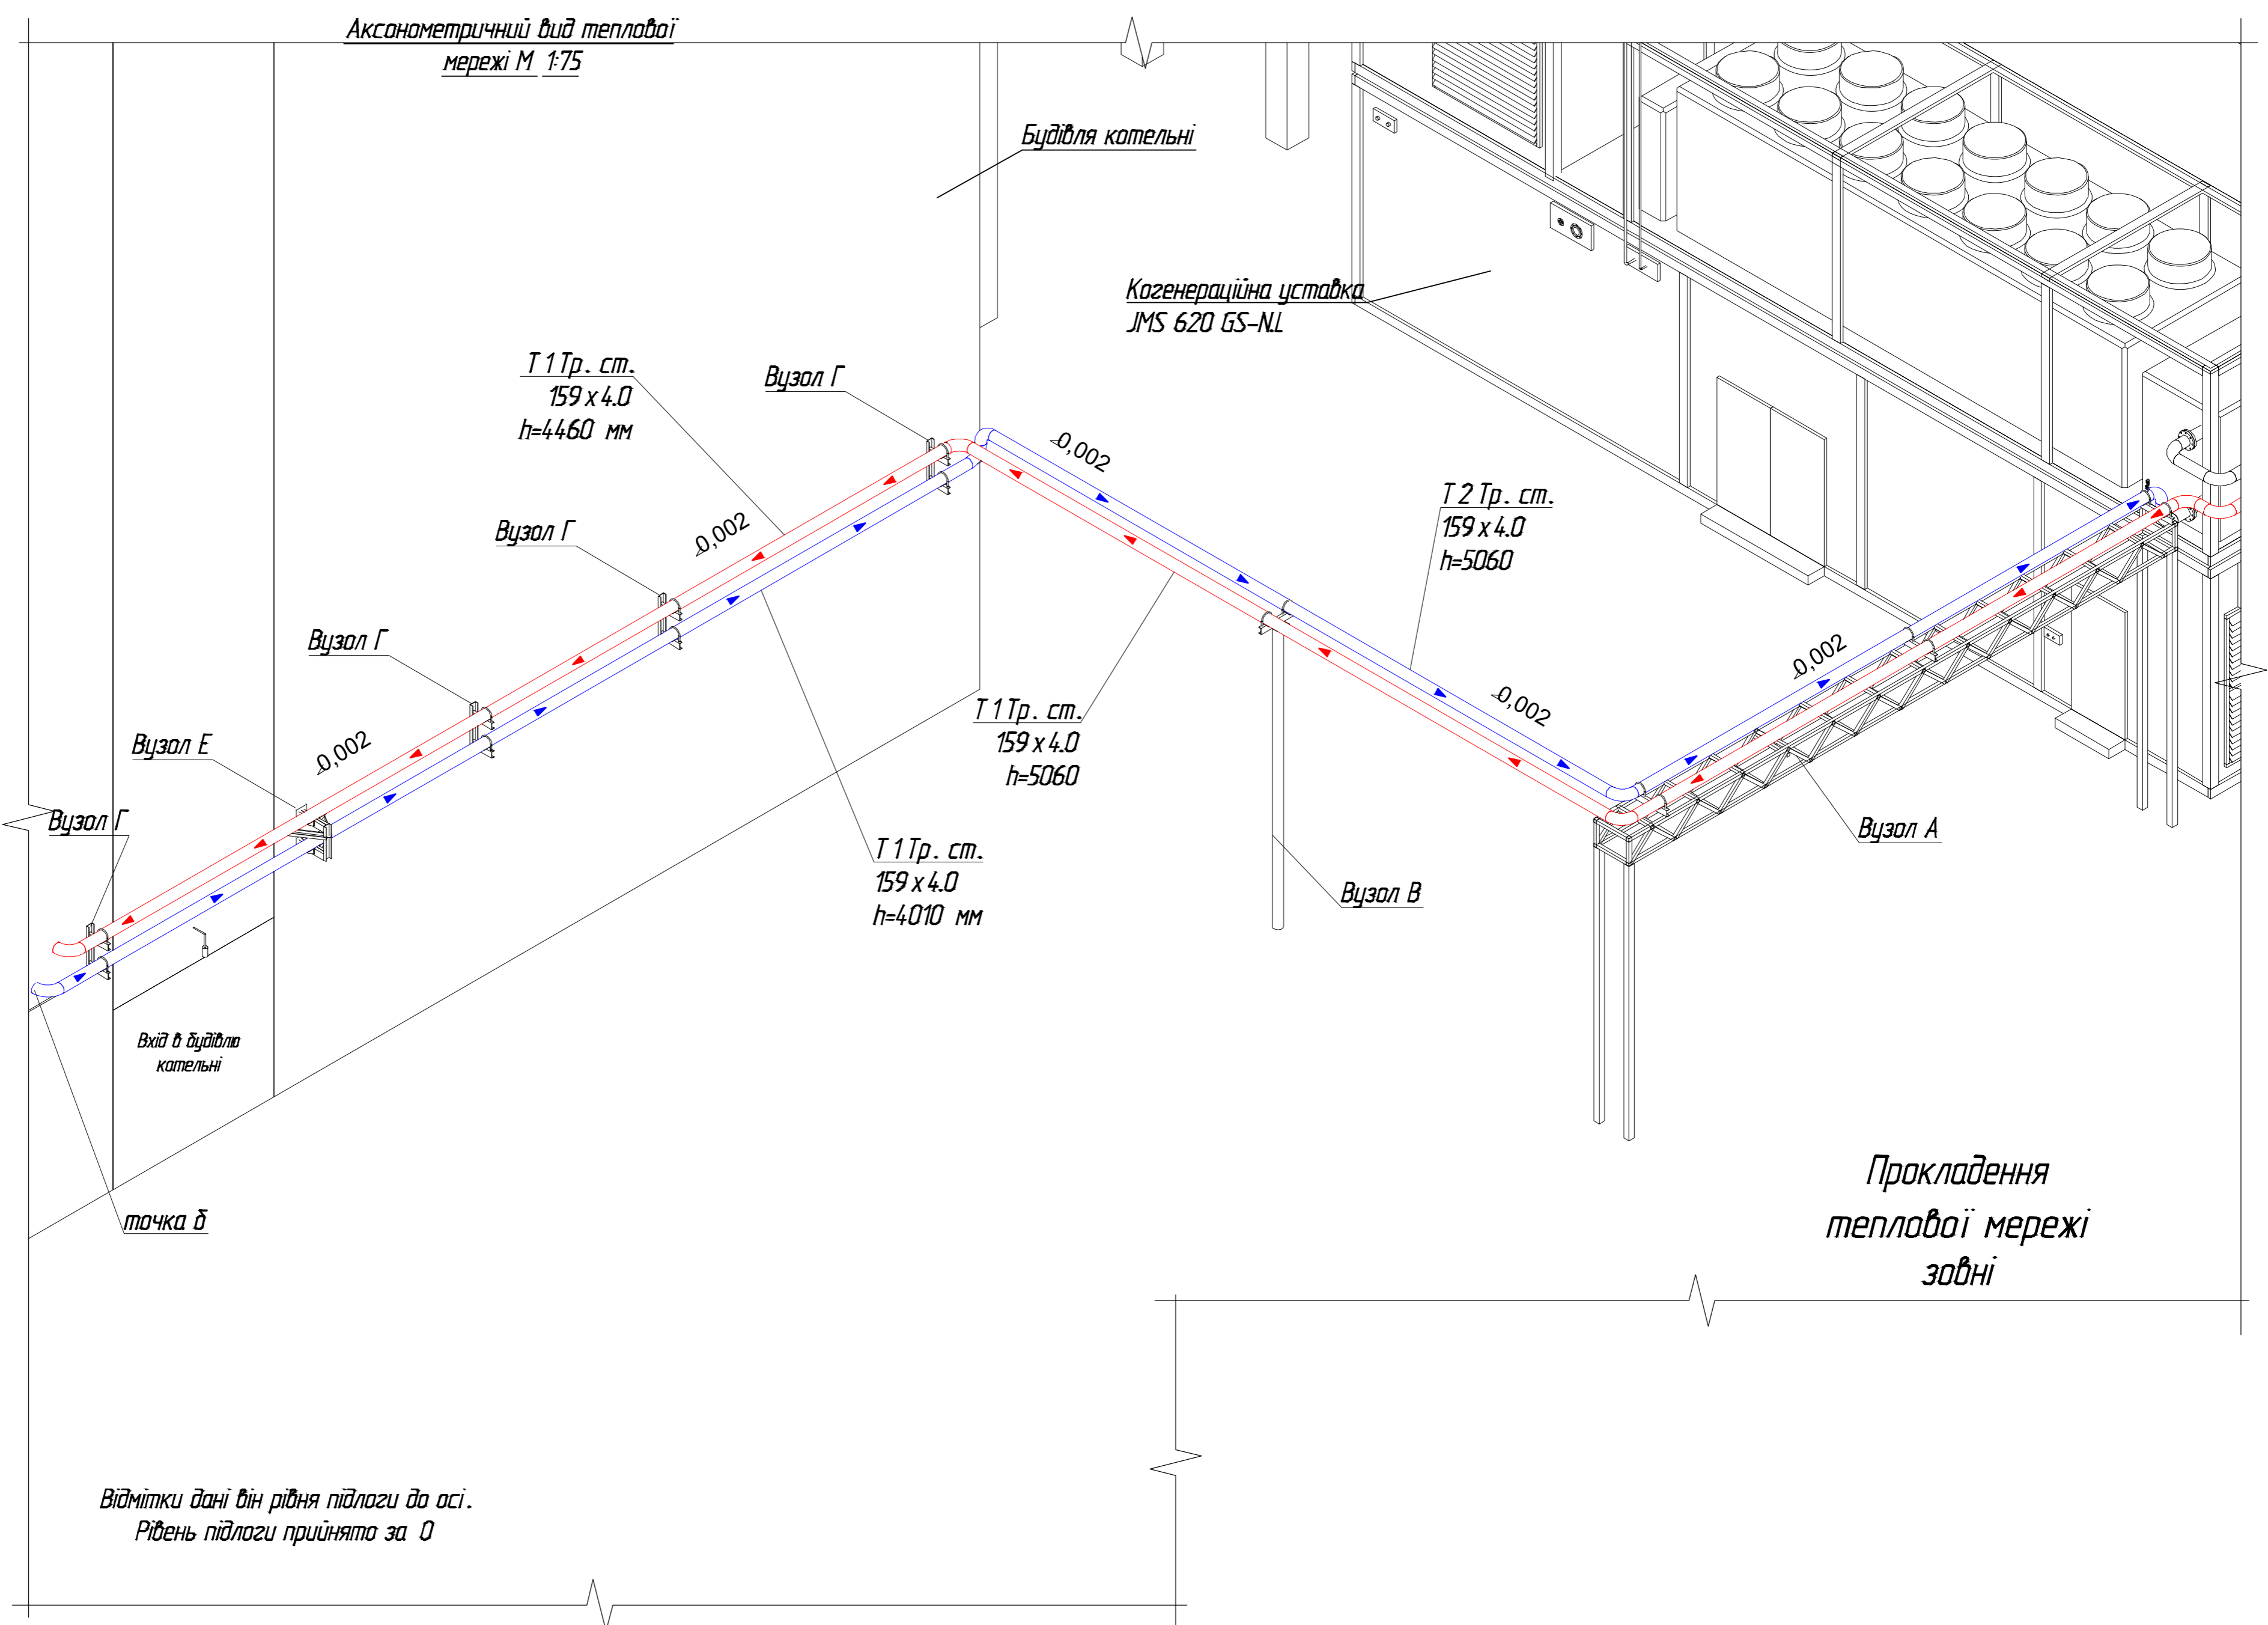 Аксонометричний вид теплової
мережі М 1:75
Будівля котельні
Когенераційна уставка
JMS 620 GS-N.L
Т 1 Тр. ст.
159 х 4.0
h=4460 мм
Вузол Г
0,002
Т 2 Тр. ст.
159 х 4.0
h=5060
Вузол Г
0,002
Вузол Г
0,002
0,002
Т 1 Тр. ст.
159 х 4.0
h=5060
Вузол Е
0,002
Вузол Г
Вузол А
Т 1 Тр. ст.
159 х 4.0
h=4010 мм
Вузол В
Вхід в будівлю
котельні
точка б
Прокладення
теплової мережі
зовні
Відмітки дані він рівня підлоги до осі.
Рівень підлоги прийнято за 0